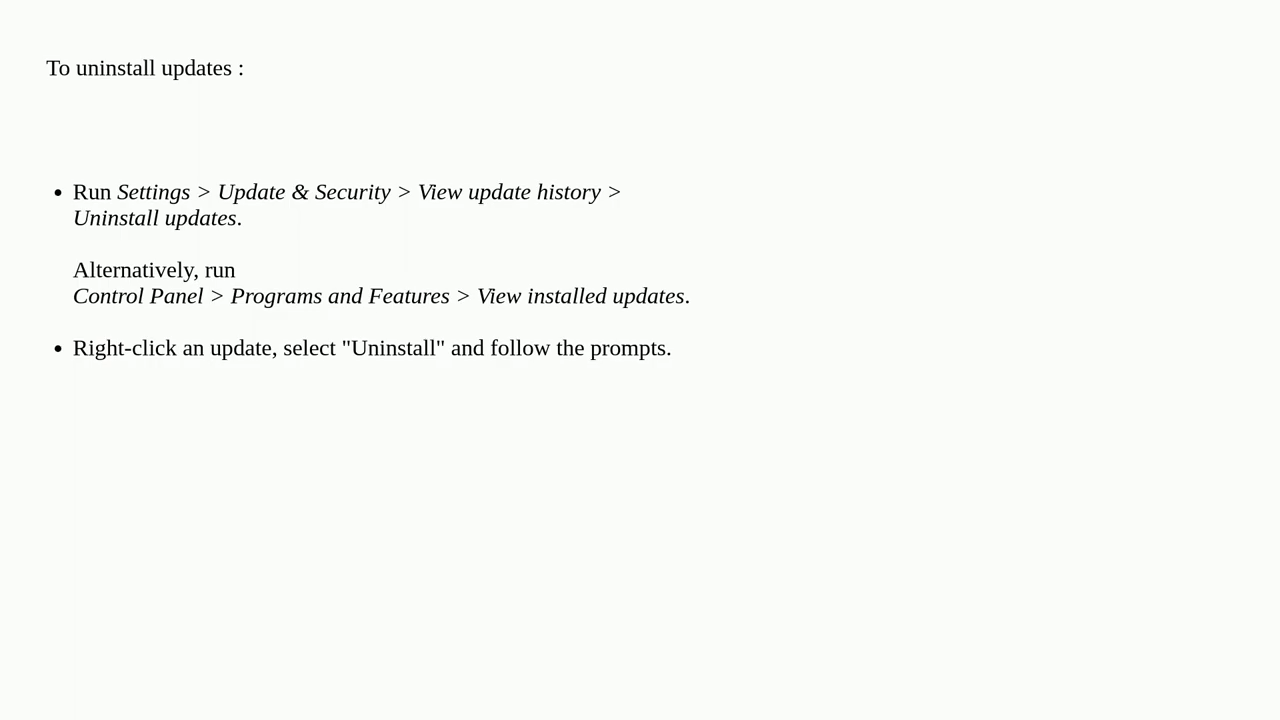 To uninstall updates :
• Run Settings > Update & Security > View update history >
Uninstall updates.
Alternatively, run
Control Panel > Programs and Features > View installed updates.
• Right-click an update, select "Uninstall" and follow the prompts.